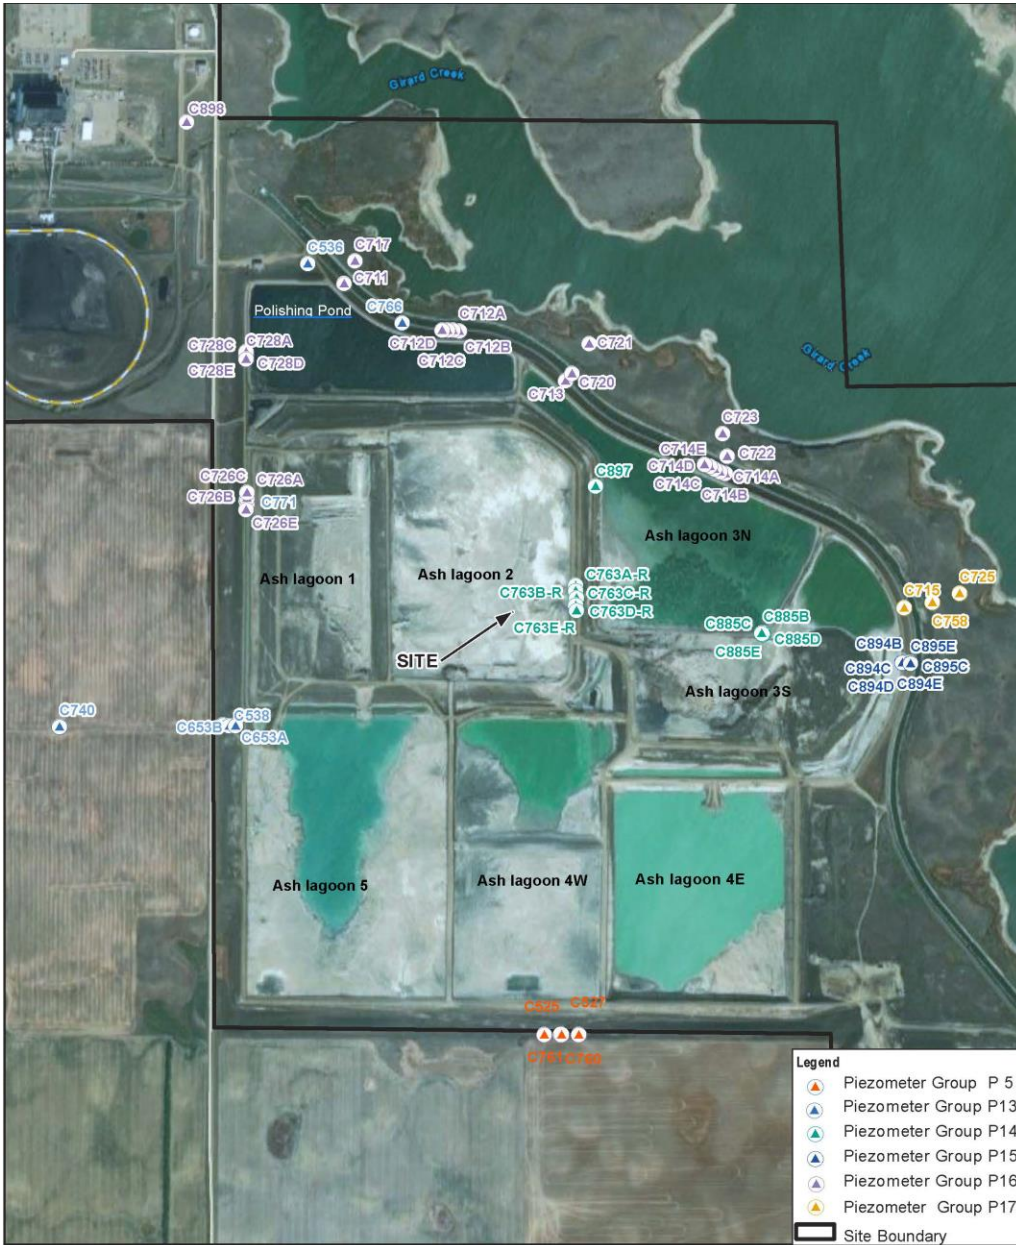 Girard Creek
C898
C717
C536
C711
Polishing Pond
C766
C712A
C712D
C712B
C712C
C721
Girard Creek
C728C
C728A
C728D
C728E
C720
C713
C723
C714E
C722
C714D
C714A
C714C
C714B
C726C
C726A
C726B
C771
C726E
C897
Ash lagoon 3N
Ash lagoon 1
Ash lagoon 2
C763A-R
C763B-R
C763C-R
C763D-R
C763E-R
SITE
C725
C715
C758
C885B
C885C
C885D
C885E
C894B
C895E
C894C
C895C
C894D
C894E
Ash lagoon 3S
C740
C653B
C538
C653A
Ash lagoon 5
Ash lagoon 4W
Ash lagoon 4E
C525
C527
C761
C760
Legend
Piezometer Group P 5
Piezometer Group P13
Piezometer Group P14
Piezometer Group P15
Piezometer Group P16
Piezometer Group P17
Site Boundary